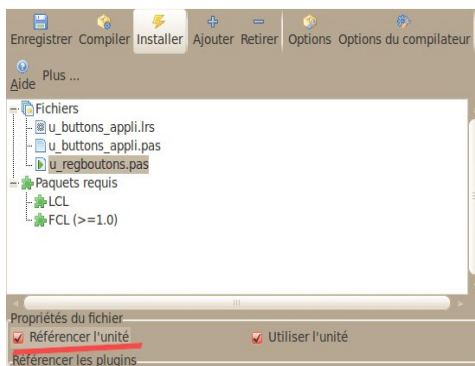 Enregistrer Compiler Installer Ajouter Retirer Options Options du compilateur
Aide Plus ...
Fichiers
u_buttons_appli.lrs
u_buttons_appli.pas
u_regboutons.pas
Paquets requis
LCL
FCL (>=1.0)
Propriétés du fichier
Référencer l'unité Utiliser l'unité
Référencer les plugins